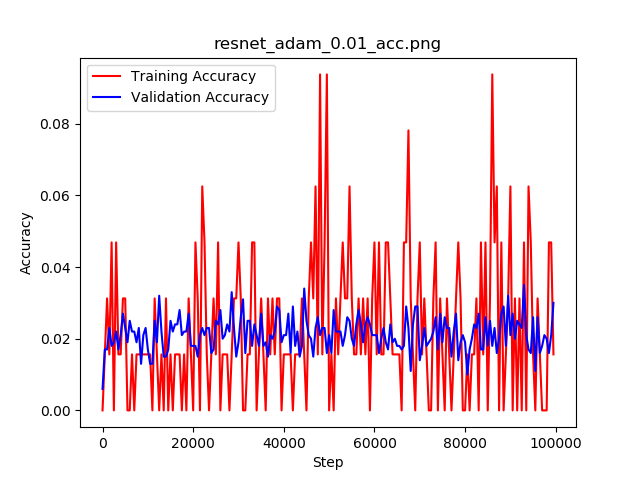 resnet_adam_0.01_acc.png
Training Accuracy
Validation Accuracy
Accuracy
0.08
0.06
0.04
0.02
0.00
0 20000 40000 60000 80000 100000
Step